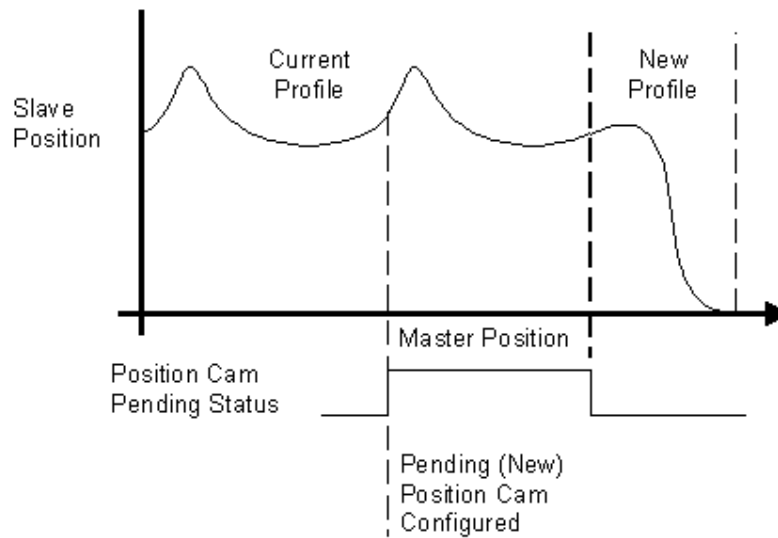 Current
Profile
New
Profile
Slave
Position
Master Position
Position Cam
Pending Status
Pending (New)
Position Cam
Configured